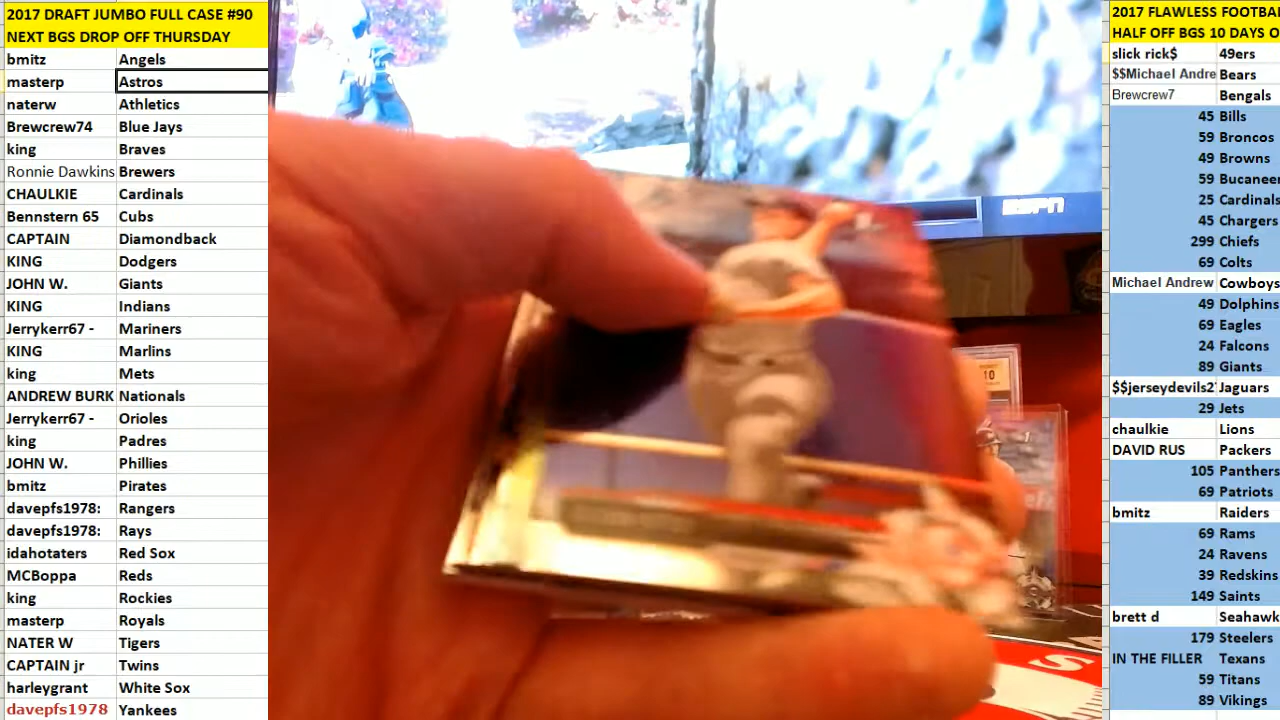 2017 DRAFT JUMBO FULL CASE #90
NEXT BGS DROP OFF THURSDAY
bmitz Angels
masterp Astros
naterw Athletics
Brewcrew74 Blue Jays
king Braves
Ronnie Dawkins Brewers
CHAULKIE Cardinals
Bennstern 65 Cubs
CAPTAIN Diamondback
KING Dodgers
JOHN W. Giants
KING Indians
Jerrykerr67 - Mariners
KING Marlins
king Mets
ANDREW BURK Nationals
Jerrykerr67 - Orioles
king Padres
JOHN W. Phillies
bmitz Pirates
davepfs1978: Rangers
davepfs1978: Rays
idahotaters Red Sox
MCBoppa Reds
king Rockies
masterp Royals
NATER W Tigers
CAPTAIN jr Twins
harleygrant White Sox
davepfs1978 Yankees
ESPN
10
2017 FLAWLESS FOOTBA
HALF OFF BGS 10 DAYS O
slick rick$ 49ers
$$Michael Andre Bears
Brewcrew7 Bengals
45 Bills
59 Broncos
49 Browns
59 Bucaneer
25 Cardinals
45 Chargers
299 Chiefs
69 Colts
Michael Andrew Cowboys
49 Dolphins
69 Eagles
24 Falcons
89 Giants
$$jerseydevils2 Jaguars
29 Jets
chaulkie Lions
DAVID RUS Packers
105 Panthers
69 Patriots
bmitz Raiders
69 Rams
24 Ravens
39 Redskins
149 Saints
brett d Seahawk
179 Steelers
IN THE FILLER Texans
59 Titans
89 Vikings